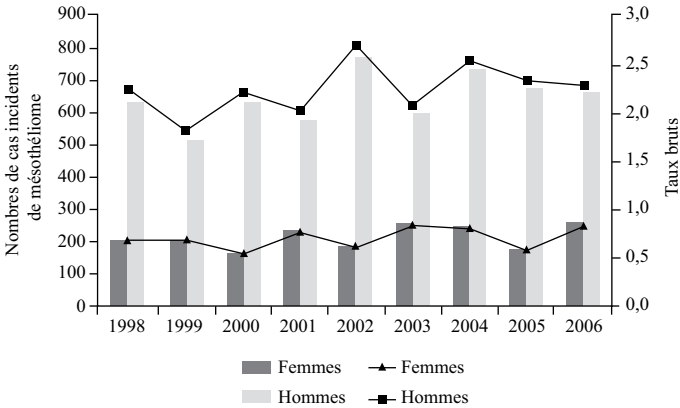 Nombres de cas incidents
de mésothéliome
900
800
700
600
500
400
300
200
100
0
3,0
2,5
2,0
1,5
1,0
0,5
0,0
Taux bruts
1998 1999 2000 2001 2002 2003 2004 2005 2006
Femmes Femmes
Hommes Hommes